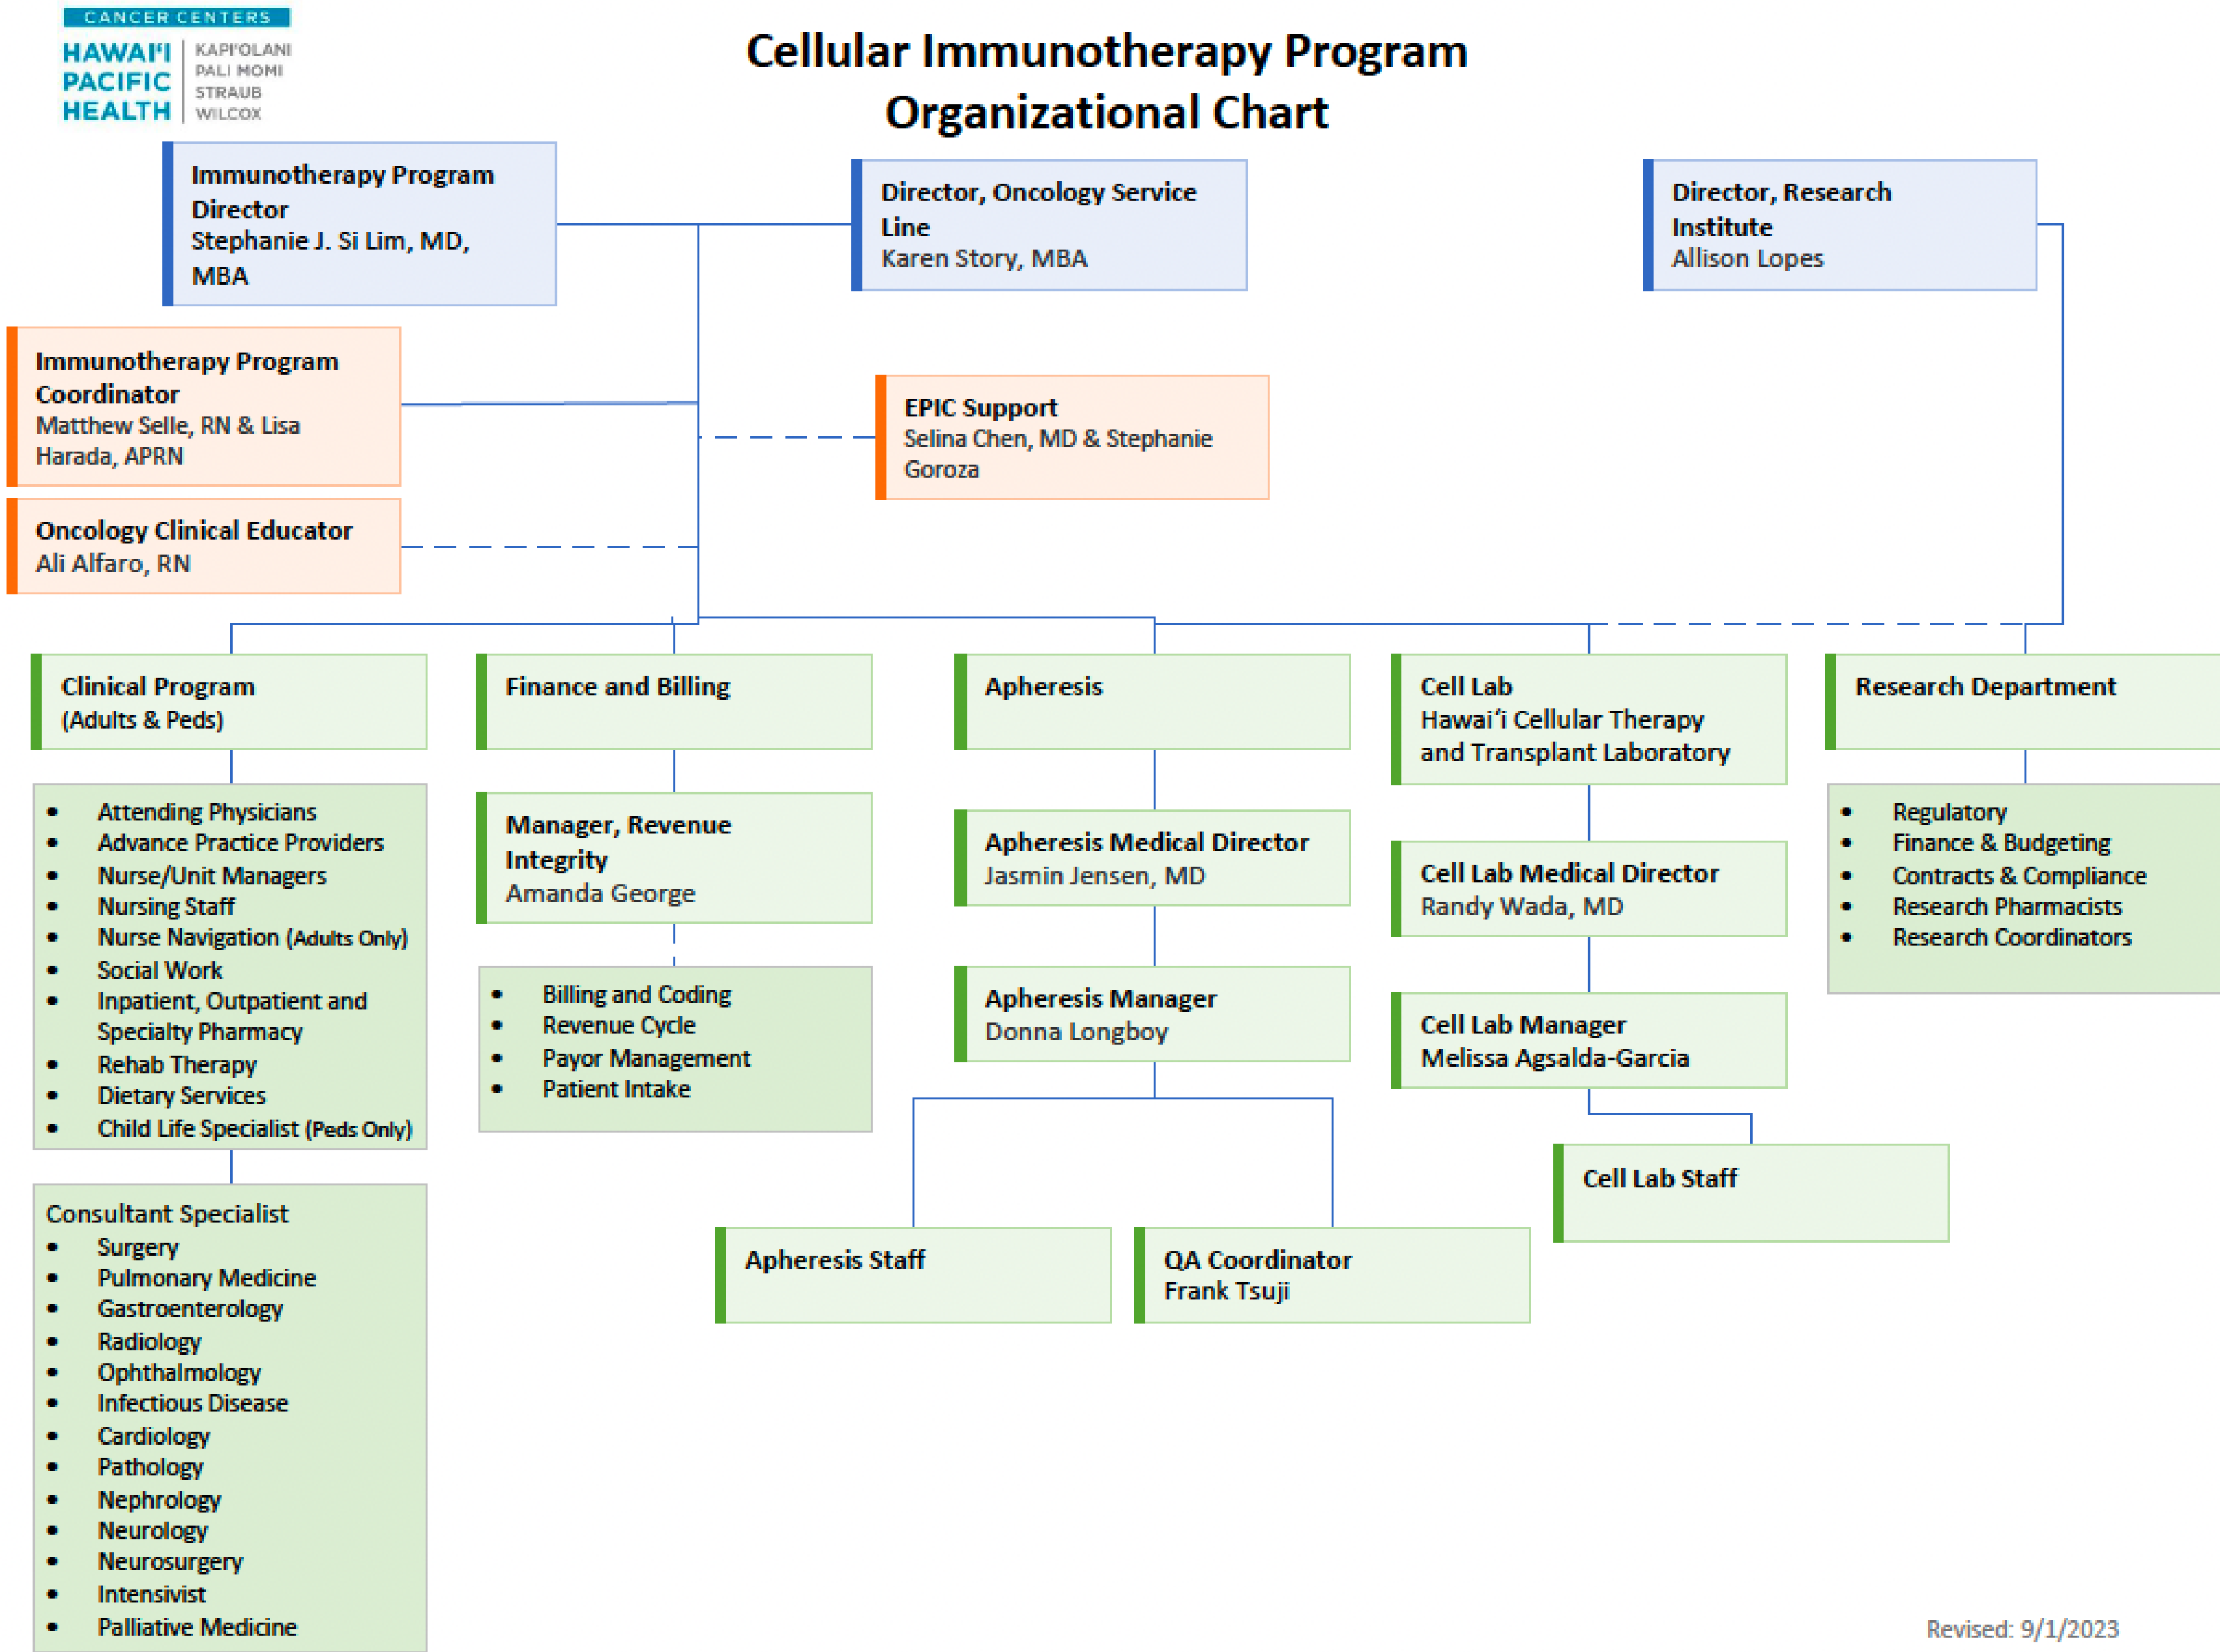 CANCER CENTERS
HAWAI‘I
PACIFIC
HEALTH
KAPI‘OLANI
PALI MOMI
STRAUB
WILCOX
Cellular Immunotherapy Program
Organizational Chart
Immunotherapy Program
Director
Stephanie J. Si Lim, MD,
MBA
Director, Oncology Service
Line
Karen Story, MBA
Director, Research
Institute
Allison Lopes
Immunotherapy Program
Coordinator
Matthew Selle, RN & Lisa
Harada, APRN
EPIC Support
Selina Chen, MD & Stephanie
Goroza
Oncology Clinical Educator
Ali Alfaro, RN
Clinical Program
(Adults & Peds)
• Attending Physicians
• Advance Practice Providers
• Nurse/Unit Managers
• Nursing Staff
• Nurse Navigation (Adults Only)
• Social Work
• Inpatient, Outpatient and
Specialty Pharmacy
• Rehab Therapy
• Dietary Services
• Child Life Specialist (Peds Only)
Consultant Specialist
• Surgery
• Pulmonary Medicine
• Gastroenterology
• Radiology
• Ophthalmology
• Infectious Disease
• Cardiology
• Pathology
• Nephrology
• Neurology
• Neurosurgery
• Intensivist
• Palliative Medicine
Finance and Billing
Manager, Revenue
Integrity
Amanda George
• Billing and Coding
• Revenue Cycle
• Payor Management
• Patient Intake
Apheresis
Apheresis Medical Director
Jasmin Jensen, MD
Apheresis Manager
Donna Longboy
Apheresis Staff
QA Coordinator
Frank Tsuji
Cell Lab
Hawai‘i Cellular Therapy
and Transplant Laboratory
Cell Lab Medical Director
Randy Wada, MD
Cell Lab Manager
Melissa Agsalda-Garcia
Cell Lab Staff
Research Department
• Regulatory
• Finance & Budgeting
• Contracts & Compliance
• Research Pharmacists
• Research Coordinators
Revised: 9/1/2023